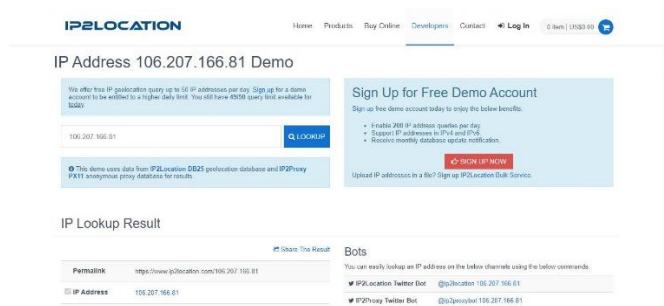 IP2LOCATION
Home Products Buy Online Developers Contact Log In 0 item | US$0.00
IP Address 106.207.166.81 Demo
We offer free IP geolocation query up to 50 IP addresses per day. Sign up for a demo
account to be entitled to a higher daily limit. You still have 49/50 query limit available for
today.
106.207.166.81
LOOKUP
This demo uses data from IP2Location DB25 geolocation database and IP2Proxy
PX11 anonymous proxy database for results.
Sign Up for Free Demo Account
Sign up free demo account today to enjoy the below benefits.
Enable 200 IP address queries per day.
Support IP addresses in IPv4 and IPv6.
Receive monthly database update notification.
SIGN UP NOW
Upload IP addresses in a file? Sign up IP2Location Bulk Service.
IP Lookup Result
Share The Result
Permalink https://www.ip2location.com/106.207.166.81
IP Address 106.207.166.81
Bots
You can easily lookup an IP address on the below channels using the below commands.
IP2Location Twitter Bot @ip2location 106.207.166.81
IP2Proxy Twitter Bot @ip2proxybot 106.207.166.81